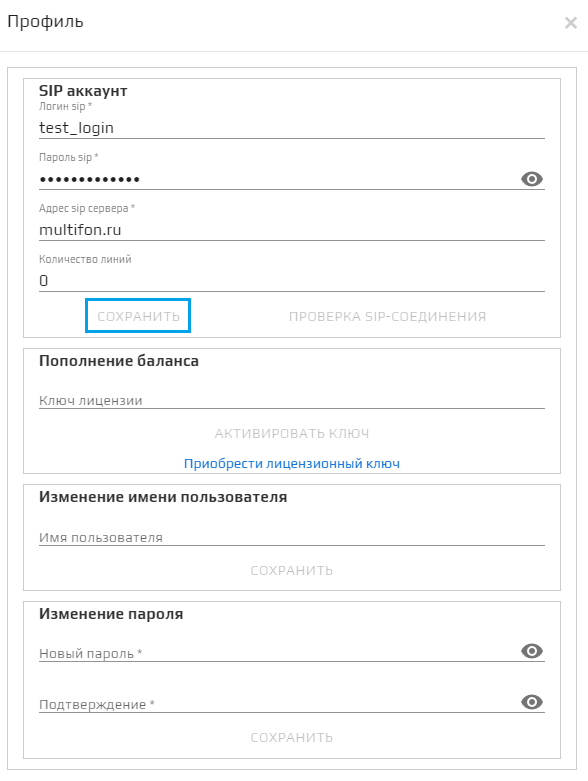 Профиль
SIP аккаунт
Логин sip *
test_login
Пароль sip *
•••••••••••••
Адрес sip сервера *
multifon.ru
Количество линий
0
СОХРАНИТЬ ПРОВЕРКА SIP-СОЕДИНЕНИЯ
Пополнение баланса
Ключ лицензии
АКТИВИРОВАТЬ КЛЮЧ
Приобрести лицензионный ключ
Изменение имени пользователя
Имя пользователя
СОХРАНИТЬ
Изменение пароля
Новый пароль *
Подтверждение *
СОХРАНИТЬ